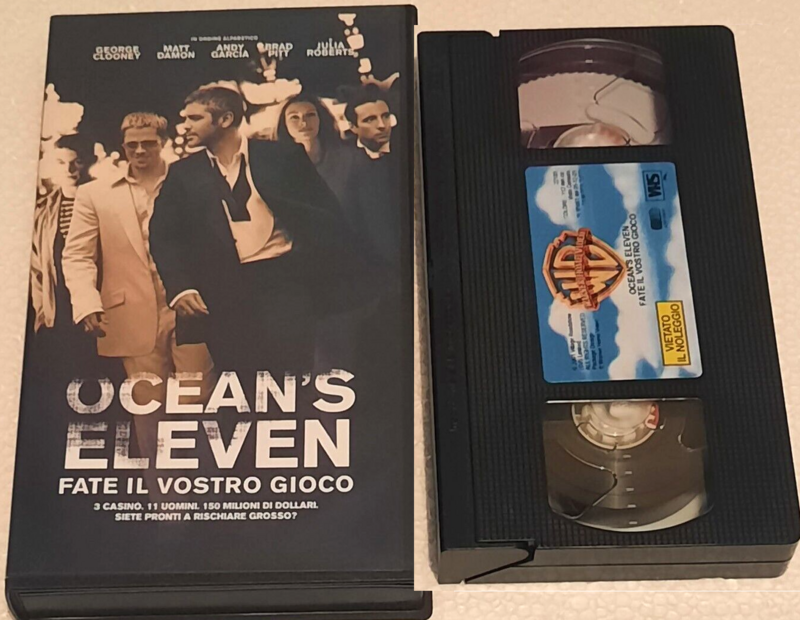 IN ORDINE ALFABETICO
GEORGE CLOONEY
MATT DAMON
ANDY GARCIA
BRAD PITT
JULIA ROBERTS
OCEAN'S
ELEVEN
FATE IL VOSTRO GIOCO
3 CASINÒ. 11 UOMINI. 150 MILIONI DI DOLLARI.
SIETE PRONTI A RISCHIARE GROSSO?
VHS
OCEAN'S ELEVEN
FATE IL VOSTRO GIOCO
VIETATO
IL NOLEGGIO